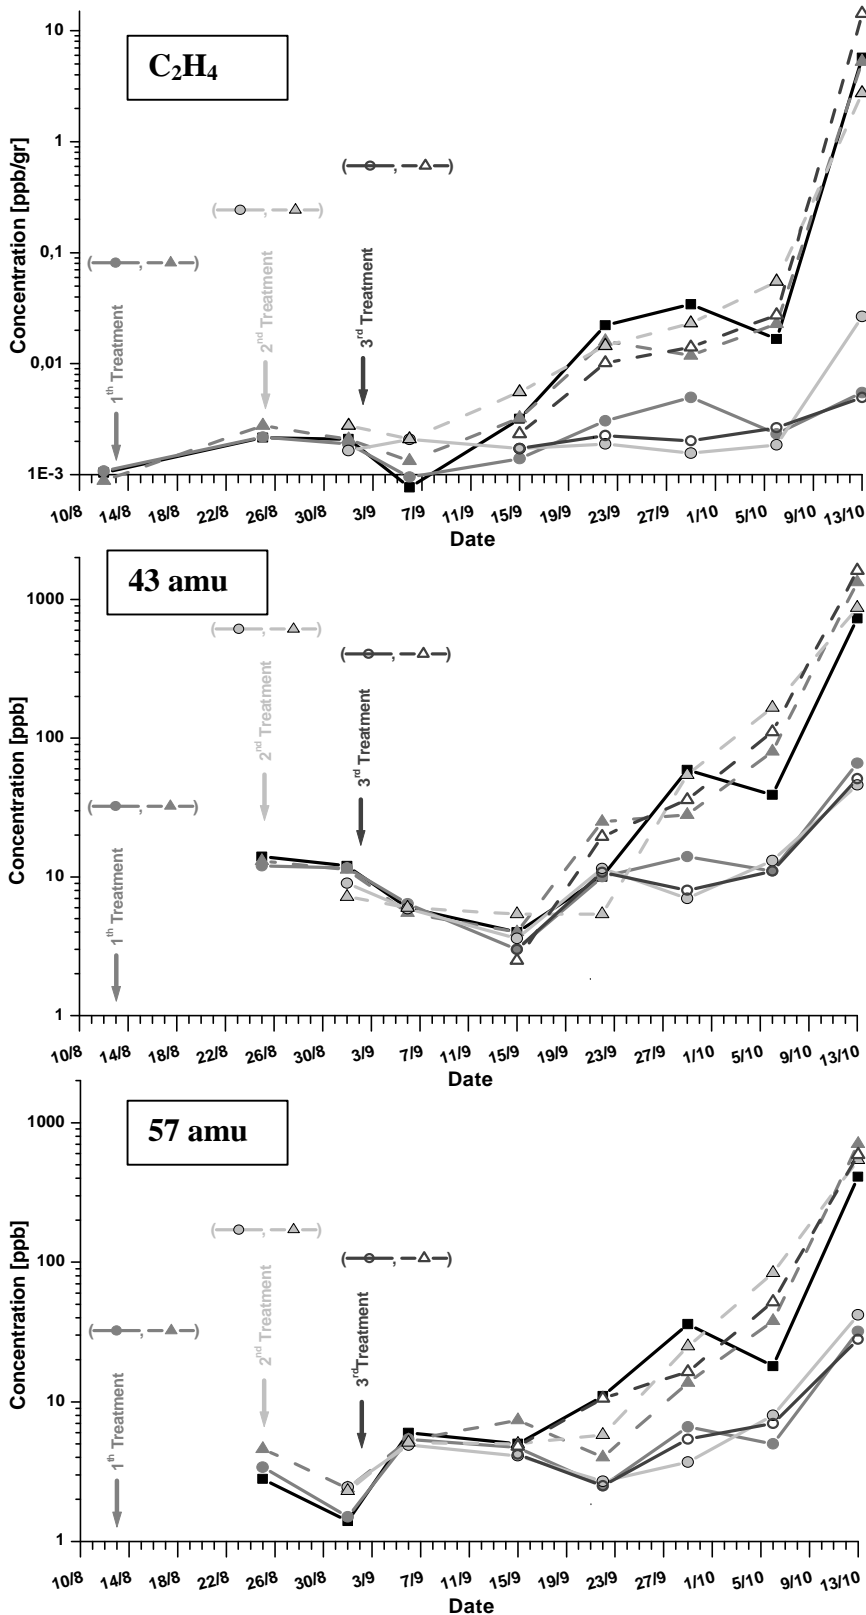 C₂H₄
Concentration [ppb/gr]
10
1
0,1
0,01
1E-3
( , )
( , )
( , )
1th Treatment
2nd Treatment
3rd Treatment
10/8 14/8 18/8 22/8 26/8 30/8 3/9 7/9 11/9 15/9 19/9 23/9 27/9 1/10 5/10 9/10 13/10
Date
43 amu
Concentration [ppb]
1000
100
10
1
( , )
( , )
( , )
1th Treatment
2nd Treatment
3rd Treatment
10/8 14/8 18/8 22/8 26/8 30/8 3/9 7/9 11/9 15/9 19/9 23/9 27/9 1/10 5/10 9/10 13/10
Date
57 amu
Concentration [ppb]
1000
100
10
1
( , )
( , )
( , )
1th Treatment
2nd Treatment
3rdTreatment
10/8 14/8 18/8 22/8 26/8 30/8 3/9 7/9 11/9 15/9 19/9 23/9 27/9 1/10 5/10 9/10 13/10
Date